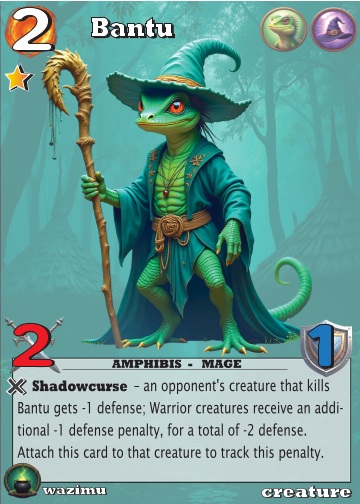 2 Bantu
2 1
AMPHIBIS - MAGE
Shadowcurse - an opponent's creature that kills
Bantu gets -1 defense; Warrior creatures receive an addi-
tional -1 defense penalty, for a total of -2 defense.
Attach this card to that creature to track this penalty.
wazimu creature